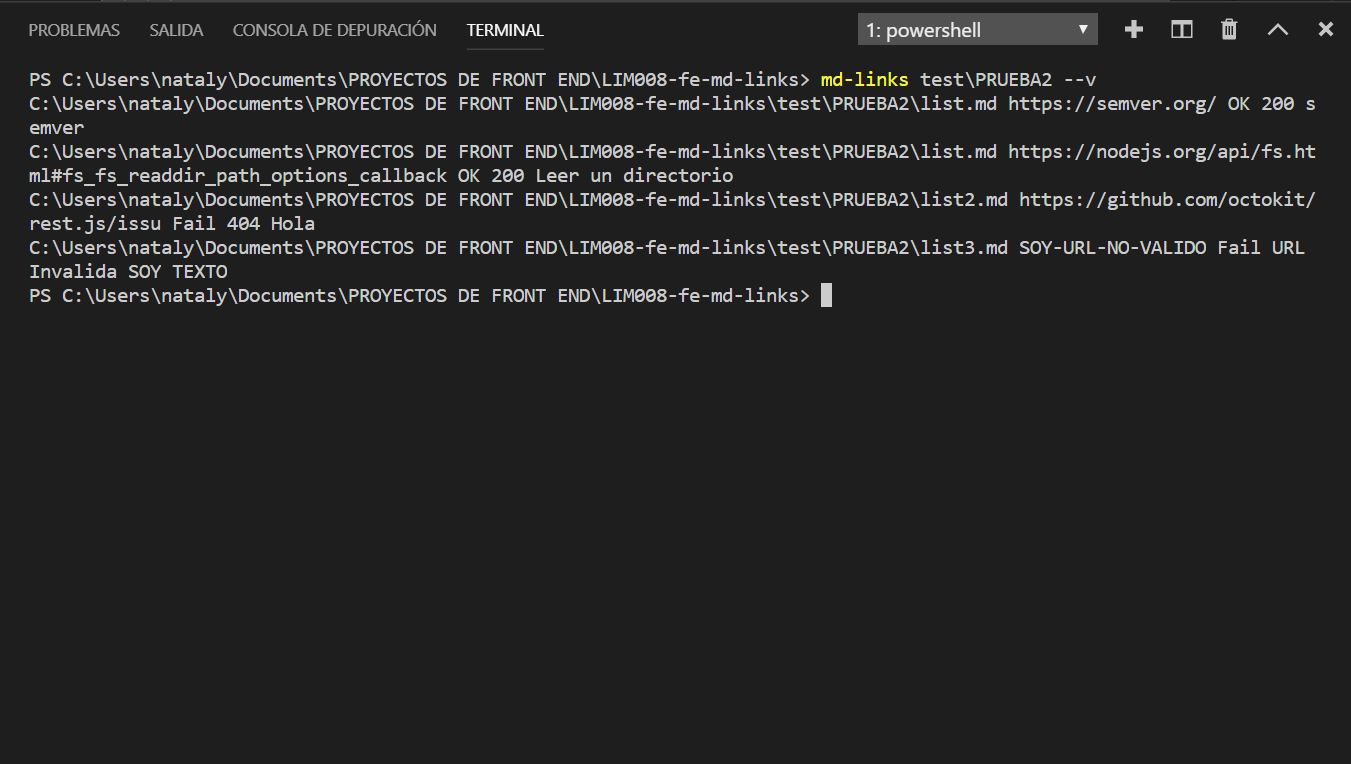 PROBLEMAS SALIDA CONSOLA DE DEPURACIÓN TERMINAL 1: powershell
PS C:\Users\nataly\Documents\PROYECTOS DE FRONT END\LIM008-fe-md-links> md-links test\PRUEBA2 --v
C:\Users\nataly\Documents\PROYECTOS DE FRONT END\LIM008-fe-md-links\test\PRUEBA2\list.md https://semver.org/ OK 200 s
emver
C:\Users\nataly\Documents\PROYECTOS DE FRONT END\LIM008-fe-md-links\test\PRUEBA2\list.md https://nodejs.org/api/fs.ht
ml#fs_fs_readdir_path_options_callback OK 200 Leer un directorio
C:\Users\nataly\Documents\PROYECTOS DE FRONT END\LIM008-fe-md-links\test\PRUEBA2\list2.md https://github.com/octokit/
rest.js/issu Fail 404 Hola
C:\Users\nataly\Documents\PROYECTOS DE FRONT END\LIM008-fe-md-links\test\PRUEBA2\list3.md SOY-URL-NO-VALIDO Fail URL
Invalida SOY TEXTO
PS C:\Users\nataly\Documents\PROYECTOS DE FRONT END\LIM008-fe-md-links>